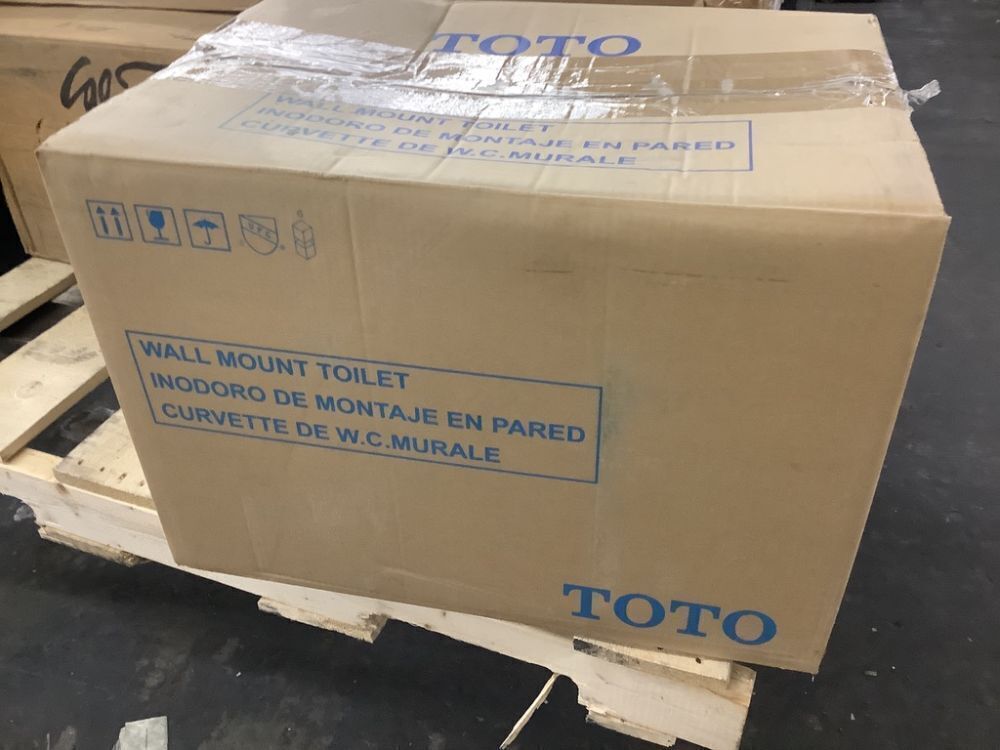 TOTO
WALL MOUNT TOILET
INODORO DE MONTAJE EN PARED
CURVETTE DE W.C.MURALE
UPC
WALL MOUNT TOILET
INODORO DE MONTAJE EN PARED
CURVETTE DE W.C.MURALE
TOTO